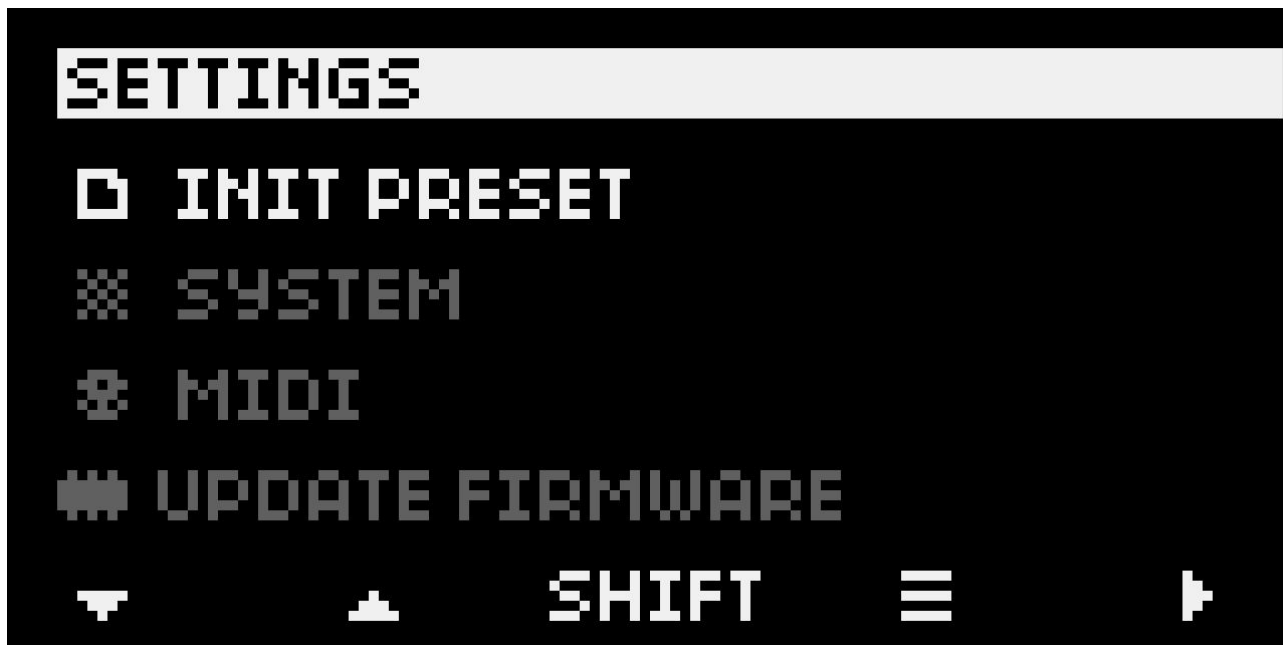 SETTINGS
INIT PRESET
SYSTEM
MIDI
UPDATE FIRMWARE
SHIFT